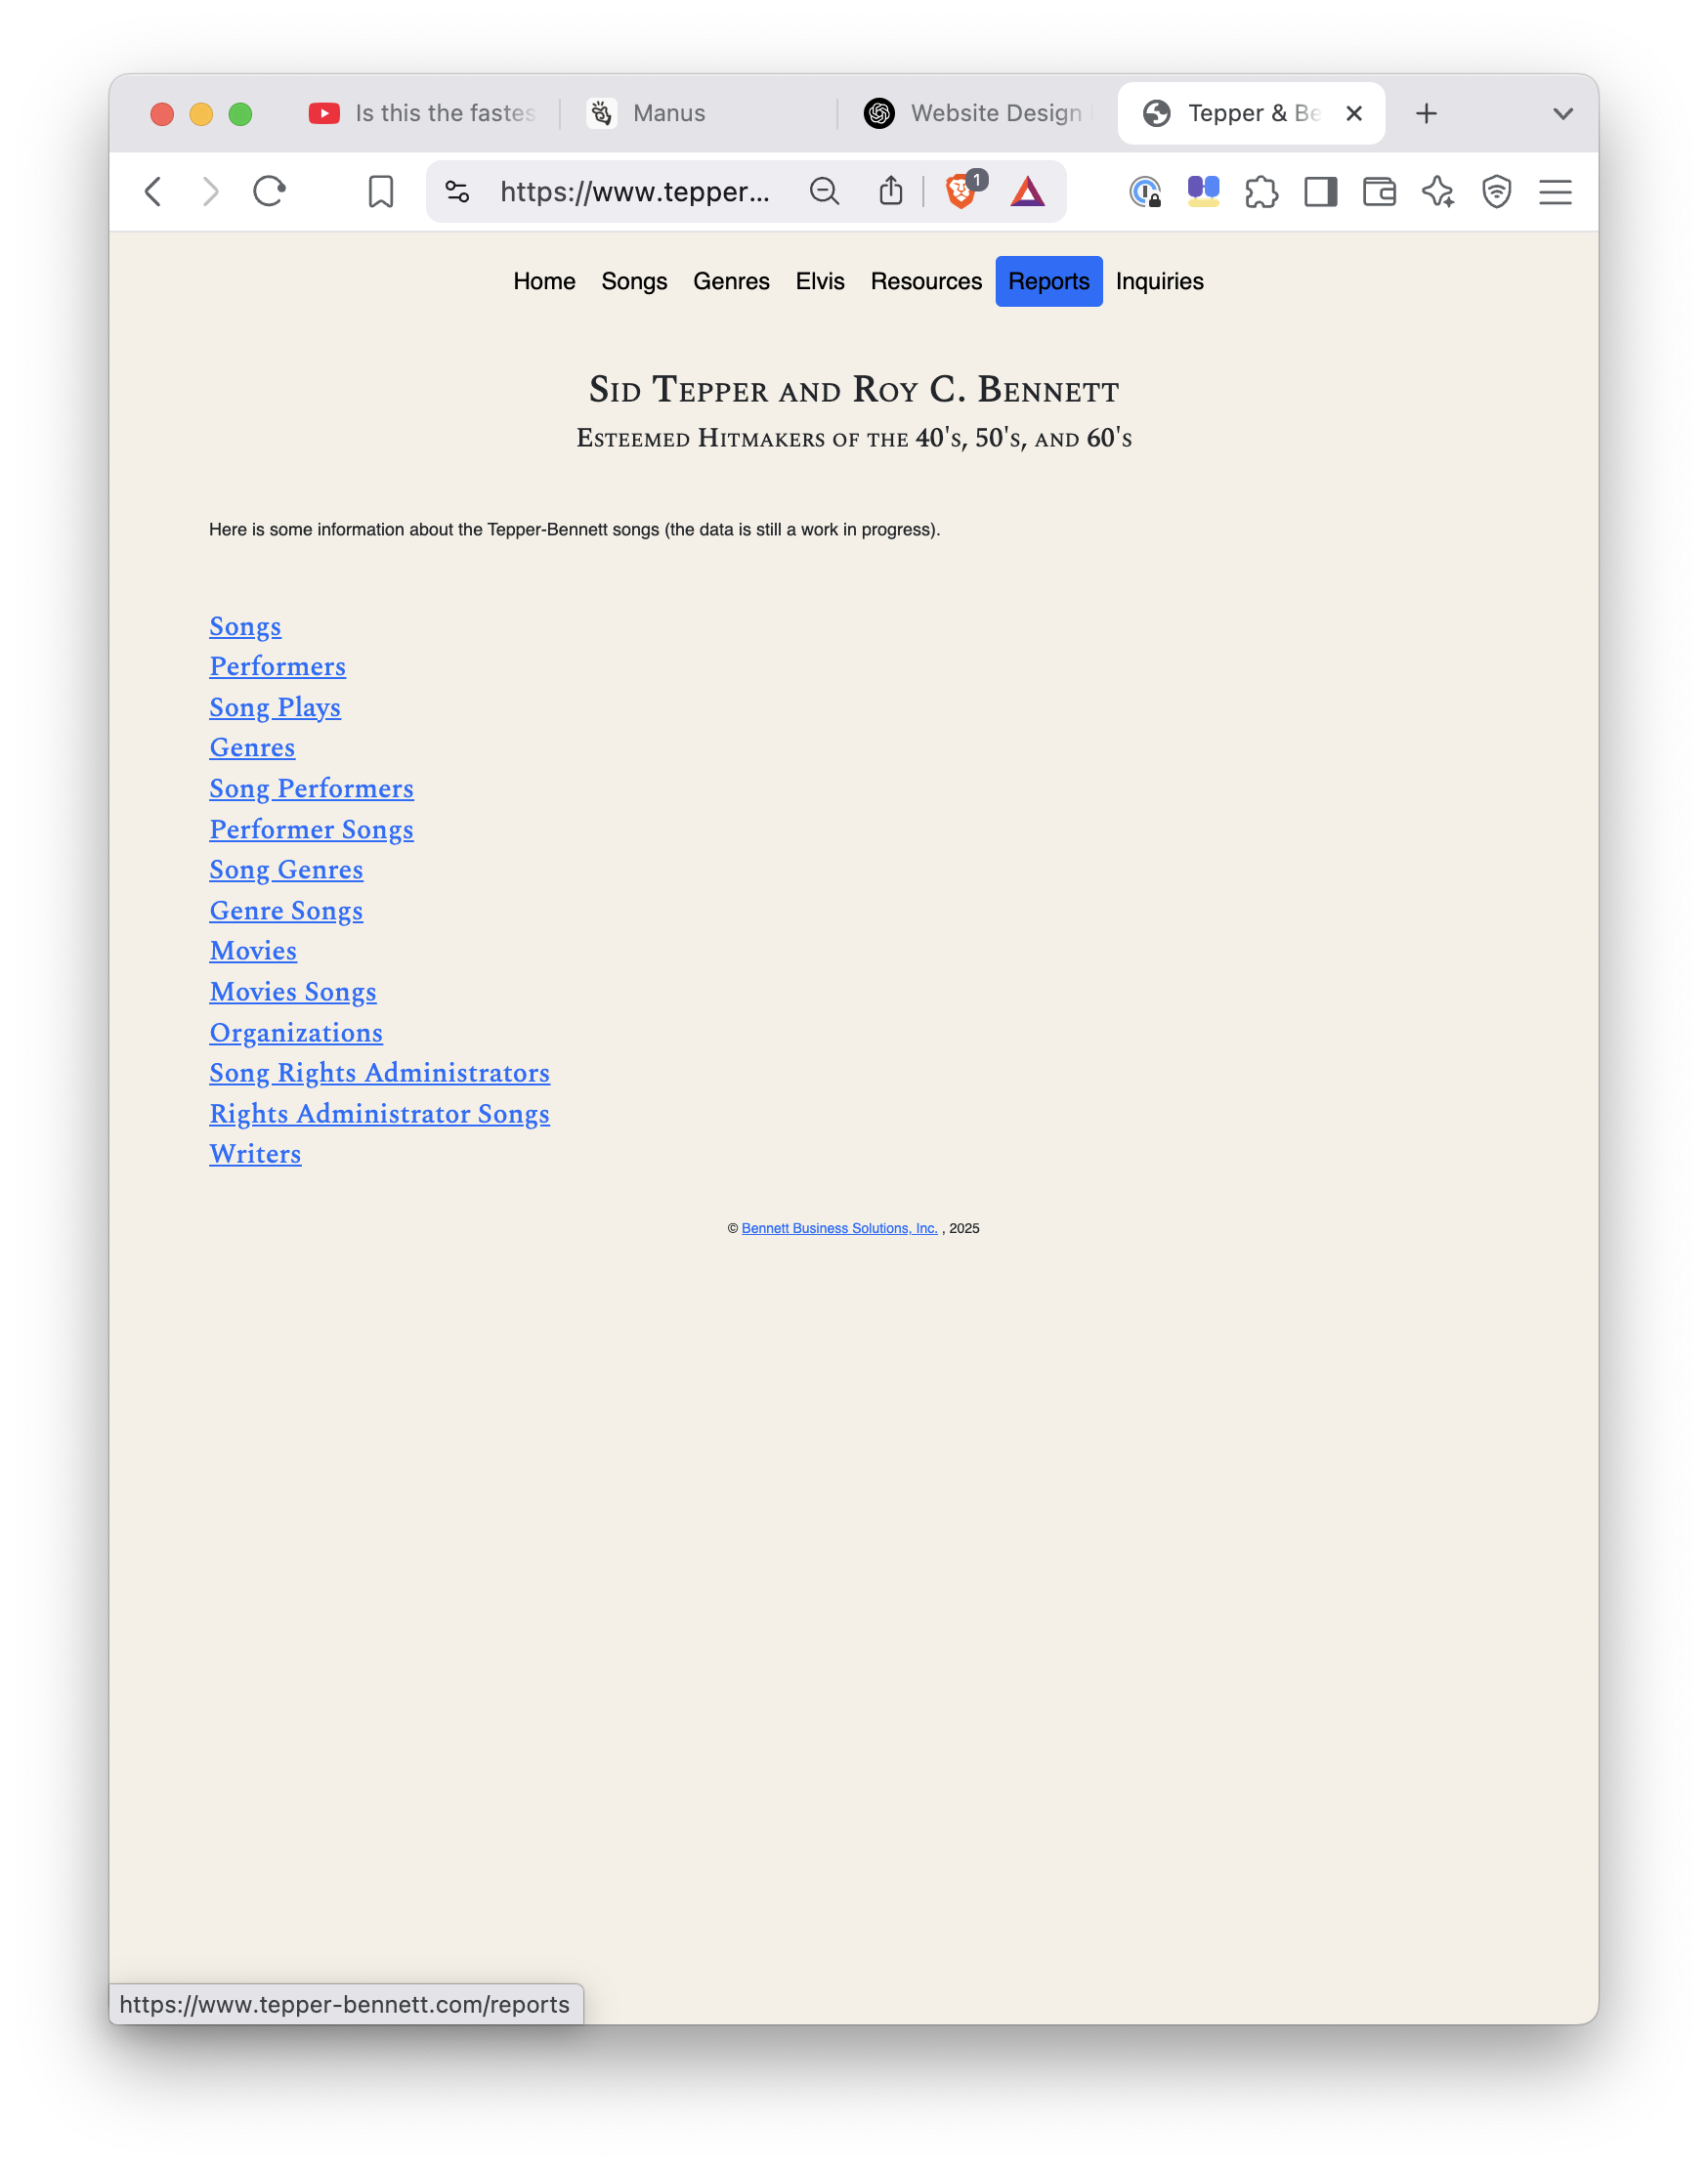 Is this the fastes
Manus
Website Design
Tepper & Be
https://www.tepper...
1
Home Songs Genres Elvis Resources Reports Inquiries
Sid Tepper and Roy C. Bennett
Esteemed Hitmakers of the 40's, 50's, and 60's
Here is some information about the Tepper-Bennett songs (the data is still a work in progress).
Songs
Performers
Song Plays
Genres
Song Performers
Performer Songs
Song Genres
Genre Songs
Movies
Movies Songs
Organizations
Song Rights Administrators
Rights Administrator Songs
Writers
© Bennett Business Solutions, Inc. , 2025
https://www.tepper-bennett.com/reports